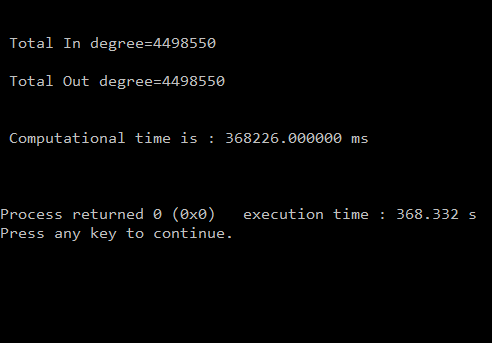 Total In degree=4498550
Total Out degree=4498550
Computational time is : 368226.000000 ms
Process returned 0 (0x0)   execution time : 368.332 s
Press any key to continue.